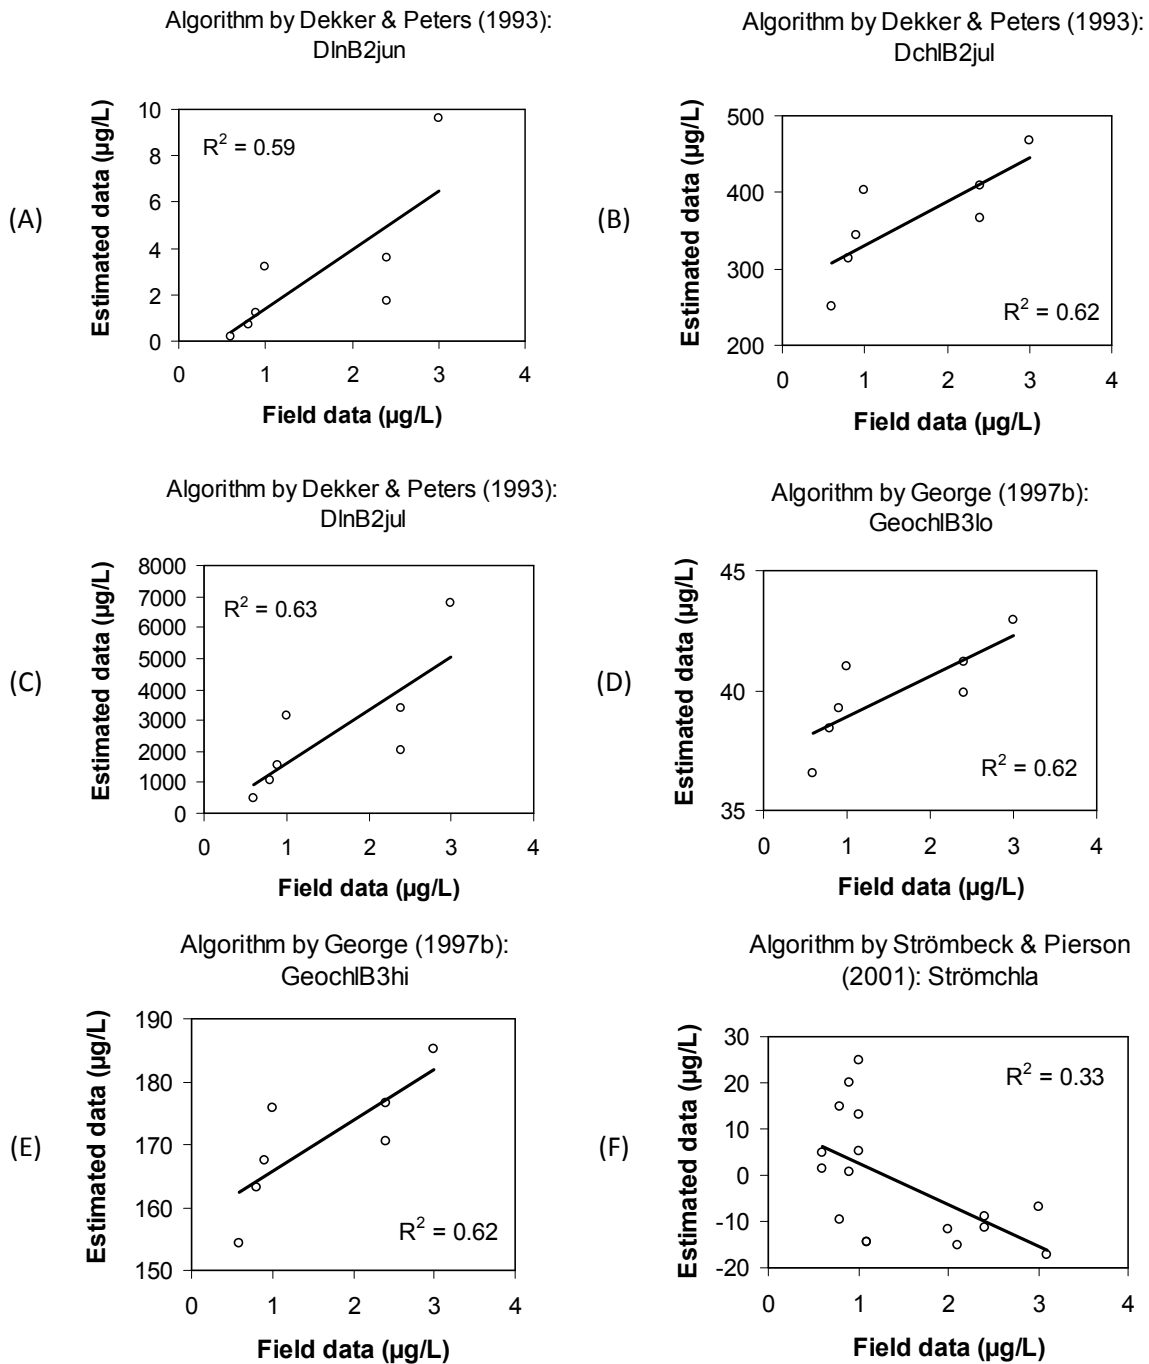 Algorithm by Dekker & Peters (1993):
DlnB2jun
(A)
Estimated data (µg/L)
10
8
6
4
2
0
R² = 0.59
0 1 2 3 4
Field data (µg/L)
Algorithm by Dekker & Peters (1993):
DchlB2jul
(B)
Estimated data (µg/L)
500
400
300
200
R² = 0.62
0 1 2 3 4
Field data (µg/L)
Algorithm by Dekker & Peters (1993):
DlnB2jul
(C)
Estimated data (µg/L)
8000
7000
6000
5000
4000
3000
2000
1000
0
R² = 0.63
0 1 2 3 4
Field data (µg/L)
Algorithm by George (1997b):
GeochlB3lo
(D)
Estimated data (µg/L)
45
40
35
R² = 0.62
0 1 2 3 4
Field data (µg/L)
Algorithm by George (1997b):
GeochlB3hi
(E)
Estimated data (µg/L)
190
180
170
160
150
R² = 0.62
0 1 2 3 4
Field data (µg/L)
Algorithm by Strömbeck & Pierson
(2001): Strömchla
(F)
Estimated data (µg/L)
30
20
10
0
-10
-20
R² = 0.33
0 1 2 3 4
Field data (µg/L)